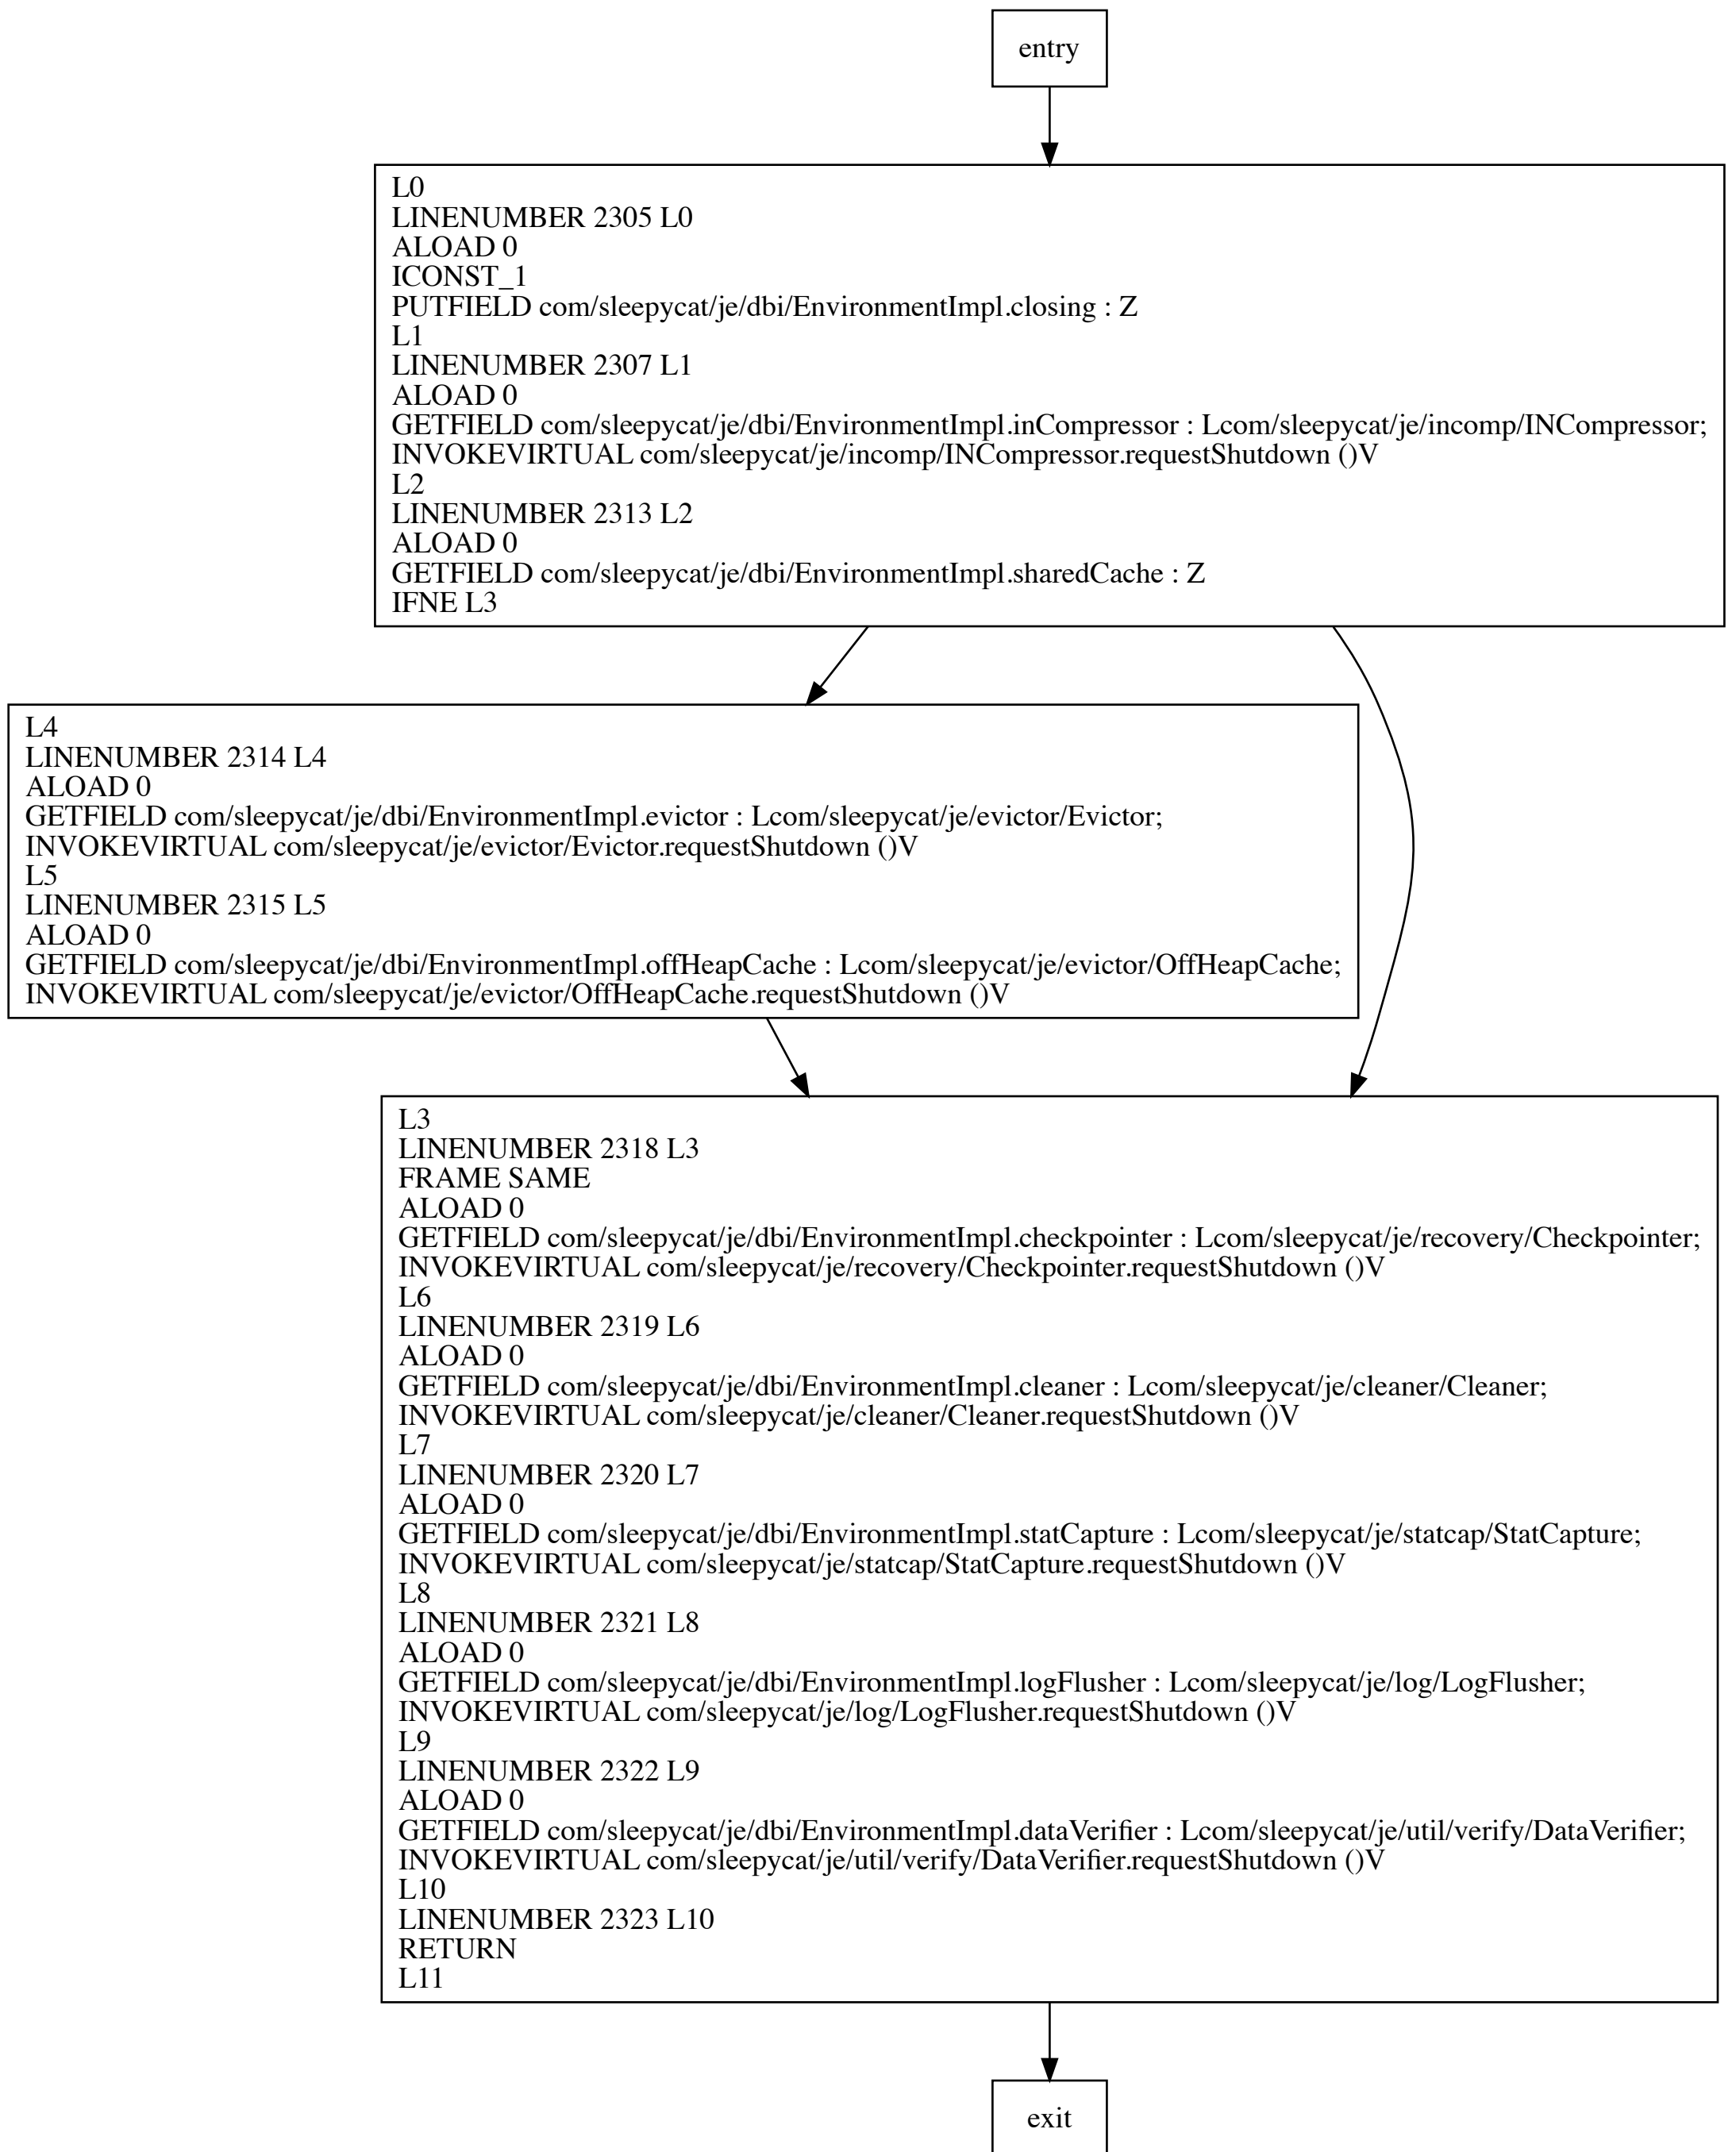 entry
L0
LINENUMBER 2305 L0
ALOAD 0
ICONST_1
PUTFIELD com/sleepycat/je/dbi/EnvironmentImpl.closing : Z
L1
LINENUMBER 2307 L1
ALOAD 0
GETFIELD com/sleepycat/je/dbi/EnvironmentImpl.inCompressor : Lcom/sleepycat/je/incomp/INCompressor;
INVOKEVIRTUAL com/sleepycat/je/incomp/INCompressor.requestShutdown ()V
L2
LINENUMBER 2313 L2
ALOAD 0
GETFIELD com/sleepycat/je/dbi/EnvironmentImpl.sharedCache : Z
IFNE L3
L4
LINENUMBER 2314 L4
ALOAD 0
GETFIELD com/sleepycat/je/dbi/EnvironmentImpl.evictor : Lcom/sleepycat/je/evictor/Evictor;
INVOKEVIRTUAL com/sleepycat/je/evictor/Evictor.requestShutdown ()V
L5
LINENUMBER 2315 L5
ALOAD 0
GETFIELD com/sleepycat/je/dbi/EnvironmentImpl.offHeapCache : Lcom/sleepycat/je/evictor/OffHeapCache;
INVOKEVIRTUAL com/sleepycat/je/evictor/OffHeapCache.requestShutdown ()V
L3
LINENUMBER 2318 L3
FRAME SAME
ALOAD 0
GETFIELD com/sleepycat/je/dbi/EnvironmentImpl.checkpointer : Lcom/sleepycat/je/recovery/Checkpointer;
INVOKEVIRTUAL com/sleepycat/je/recovery/Checkpointer.requestShutdown ()V
L6
LINENUMBER 2319 L6
ALOAD 0
GETFIELD com/sleepycat/je/dbi/EnvironmentImpl.cleaner : Lcom/sleepycat/je/cleaner/Cleaner;
INVOKEVIRTUAL com/sleepycat/je/cleaner/Cleaner.requestShutdown ()V
L7
LINENUMBER 2320 L7
ALOAD 0
GETFIELD com/sleepycat/je/dbi/EnvironmentImpl.statCapture : Lcom/sleepycat/je/statcap/StatCapture;
INVOKEVIRTUAL com/sleepycat/je/statcap/StatCapture.requestShutdown ()V
L8
LINENUMBER 2321 L8
ALOAD 0
GETFIELD com/sleepycat/je/dbi/EnvironmentImpl.logFlusher : Lcom/sleepycat/je/log/LogFlusher;
INVOKEVIRTUAL com/sleepycat/je/log/LogFlusher.requestShutdown ()V
L9
LINENUMBER 2322 L9
ALOAD 0
GETFIELD com/sleepycat/je/dbi/EnvironmentImpl.dataVerifier : Lcom/sleepycat/je/util/verify/DataVerifier;
INVOKEVIRTUAL com/sleepycat/je/util/verify/DataVerifier.requestShutdown ()V
L10
LINENUMBER 2323 L10
RETURN
L11
exit